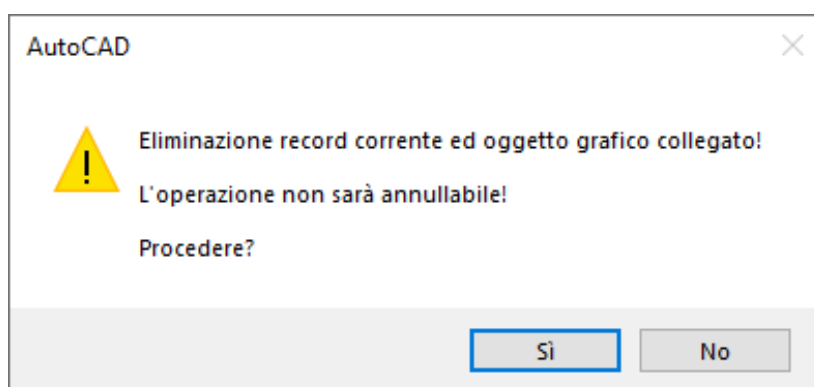 AutoCAD
Eliminazione record corrente ed oggetto grafico collegato!
L'operazione non sarà annullabile!
Procedere?
Sì
No